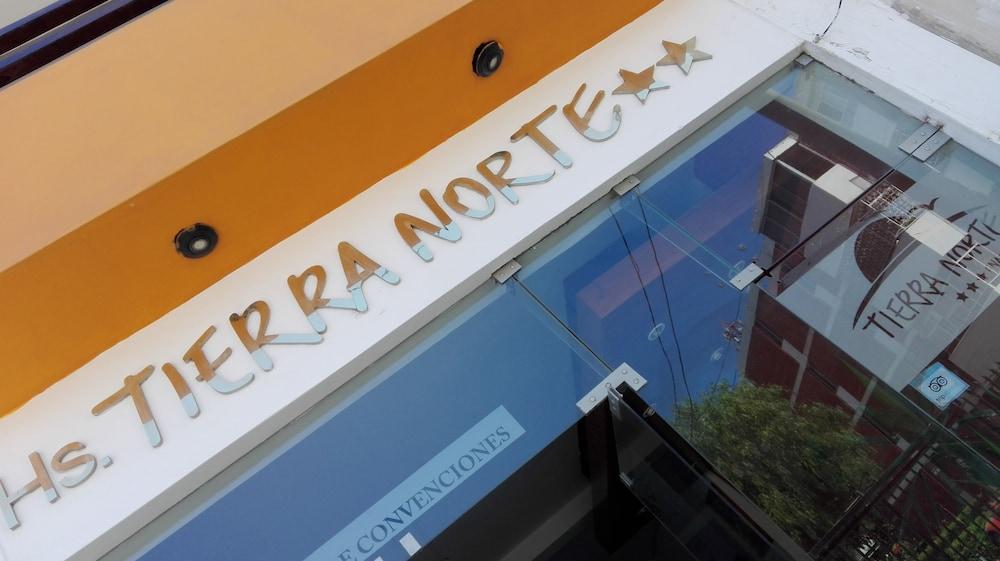 Hs. TIERRA NORTE
TIERRA NORTE
E CONVENCIONES